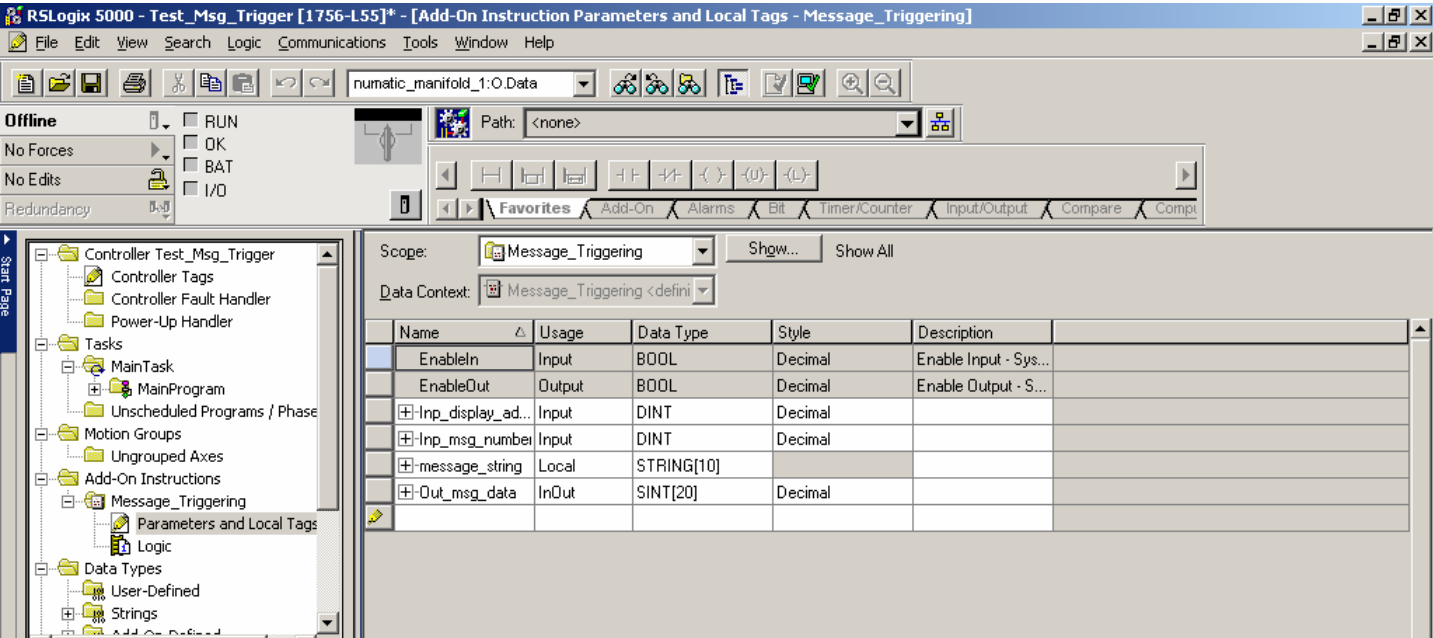 RSLogix 5000 - Test_Msg_Trigger [1756-L55]* - [Add-On Instruction Parameters and Local Tags - Message_Triggering]
File Edit View Search Logic Communications Tools Window Help
numatic_manifold_1:O.Data
Offline RUN
No Forces OK
No Edits BAT
I/O
Redundancy
Path: <none>
Favorites Add-On Alarms Bit Timer/Counter Input/Output Compare Compu
Start Page
Controller Test_Msg_Trigger
Controller Tags
Controller Fault Handler
Power-Up Handler
Tasks
MainTask
MainProgram
Unscheduled Programs / Phase
Motion Groups
Ungrouped Axes
Add-On Instructions
Message_Triggering
Parameters and Local Tags
Logic
Data Types
User-Defined
Strings
Add-On-Defined
Scope: Message_Triggering Show... Show All
Data Context: Message_Triggering <defini
Name Usage Data Type Style Description
EnableIn Input BOOL Decimal Enable Input - Sys...
EnableOut Output BOOL Decimal Enable Output - S...
Inp_display_ad... Input DINT Decimal
Inp_msg_number Input DINT Decimal
message_string Local STRING[10]
Out_msg_data InOut SINT[20] Decimal